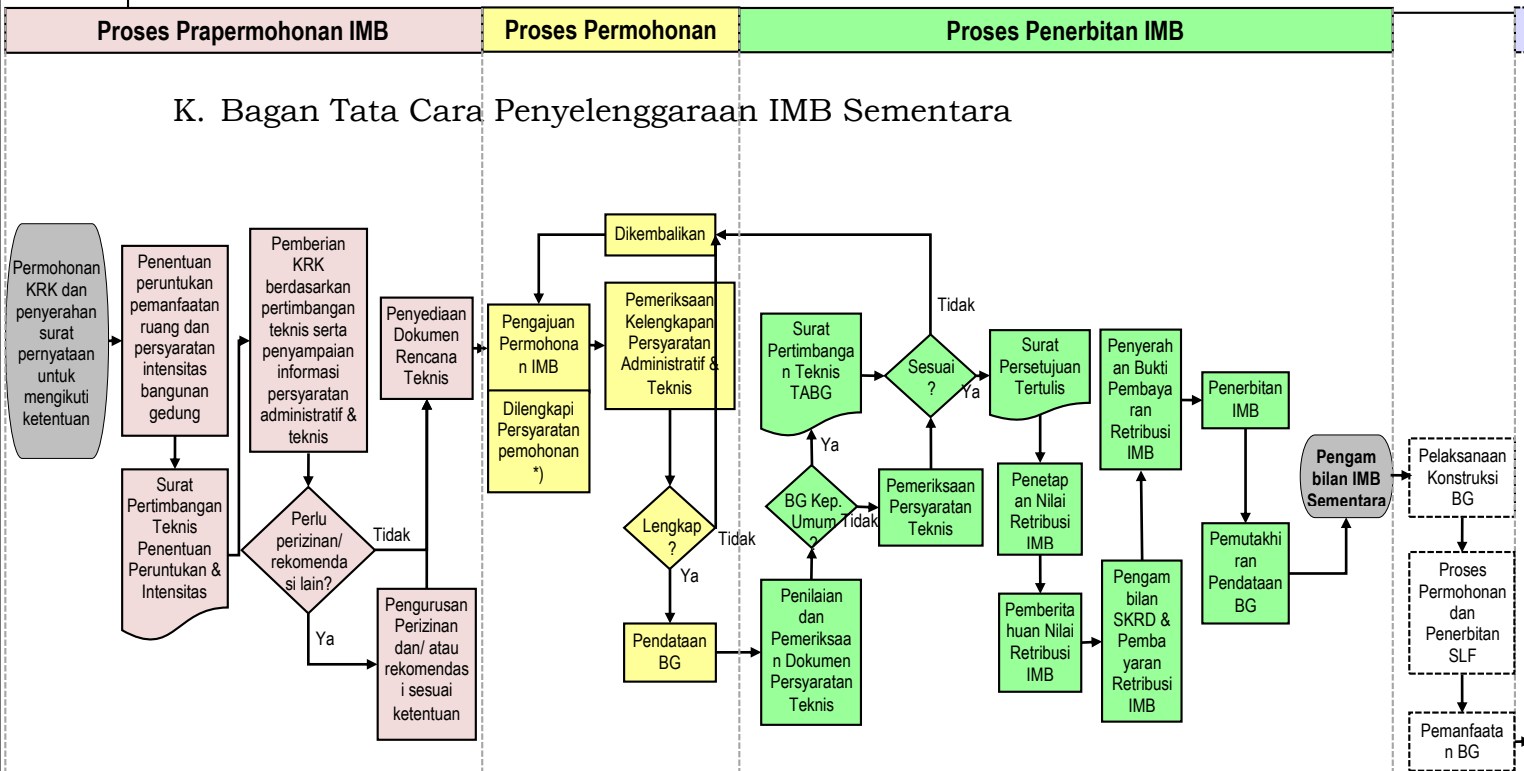 Proses Prapermohonan IMB
Proses Permohonan
Proses Penerbitan IMB
K. Bagan Tata Cara Penyelenggaraan IMB Sementara
Permohonan
KRK dan
penyerahan
surat
pernyataan
untuk
mengikuti
ketentuan
Penentuan
peruntukan
pemanfaatan
ruang dan
persyaratan
intensitas
bangunan
gedung
Surat
Pertimbangan
Teknis
Penentuan
Peruntukan &
Intensitas
Pemberian
KRK
berdasarkan
pertimbangan
teknis serta
penyampaian
informasi
persyaratan
administratif &
teknis
Perlu
perizinan/
rekomenda
si lain?
Tidak
Ya
Pengurusan
Perizinan
dan/ atau
rekomendas
i sesuai
ketentuan
Penyediaan
Dokumen
Rencana
Teknis
Pengajuan
Permohona
n IMB
Dilengkapi
Persyaratan
pemohonan
*)
Dikembalikan
Pemeriksaan
Kelengkapan
Persyaratan
Administratif &
Teknis
Lengkap
?
Tidak
Ya
Pendataan
BG
Penilaian
dan
Pemeriksaa
n Dokumen
Persyaratan
Teknis
BG Kep.
Umum
?
Ya
Tidak
Surat
Pertimbanga
n Teknis
TABG
Pemeriksaan
Persyaratan
Teknis
Sesuai
?
Tidak
Ya
Surat
Persetujuan
Tertulis
Penetap
an Nilai
Retribusi
IMB
Pemberita
huan Nilai
Retribusi
IMB
Pengam
bilan
SKRD &
Pemba
yaran
Retribusi
IMB
Penyerah
an Bukti
Pembaya
ran
Retribusi
IMB
Penerbitan
IMB
Pemutakhi
ran
Pendataan
BG
Pengam
bilan IMB
Sementara
Pelaksanaan
Konstruksi
BG
Proses
Permohonan
dan
Penerbitan
SLF
Pemanfaata
n BG